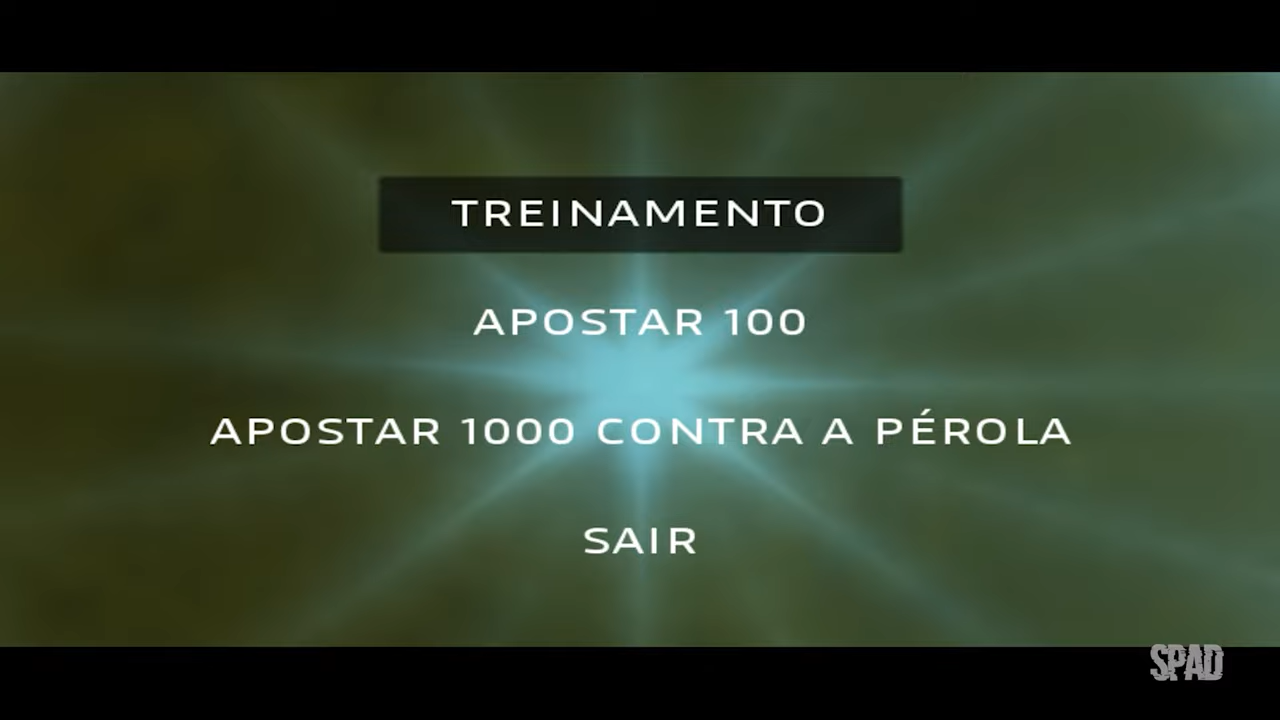 TREINAMENTO
APOSTAR 100
APOSTAR 1000 CONTRA A PÉROLA
SAIR
SPAD